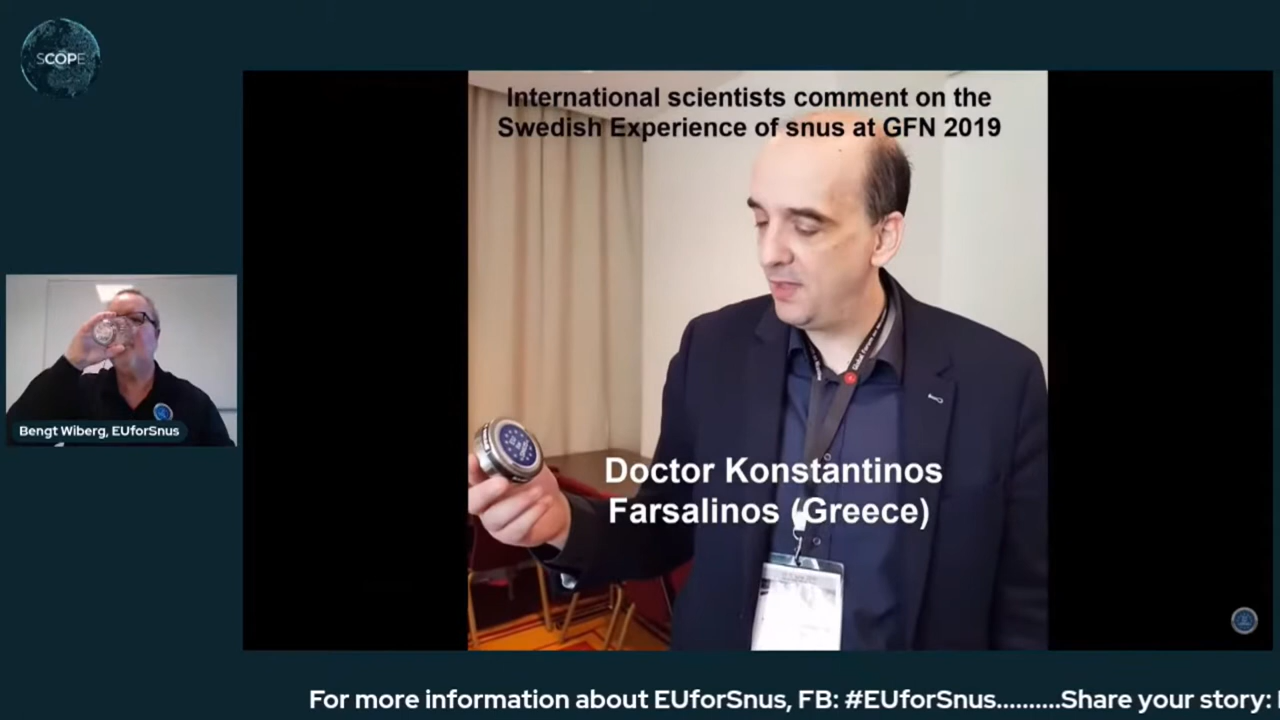 SCOPE
International scientists comment on the
Swedish Experience of snus at GFN 2019
Bengt Wiberg, EUforSnus
Doctor Konstantinos
Farsalinos (Greece)
For more information about EUforSnus, FB: #EUforSnus..........Share your story: